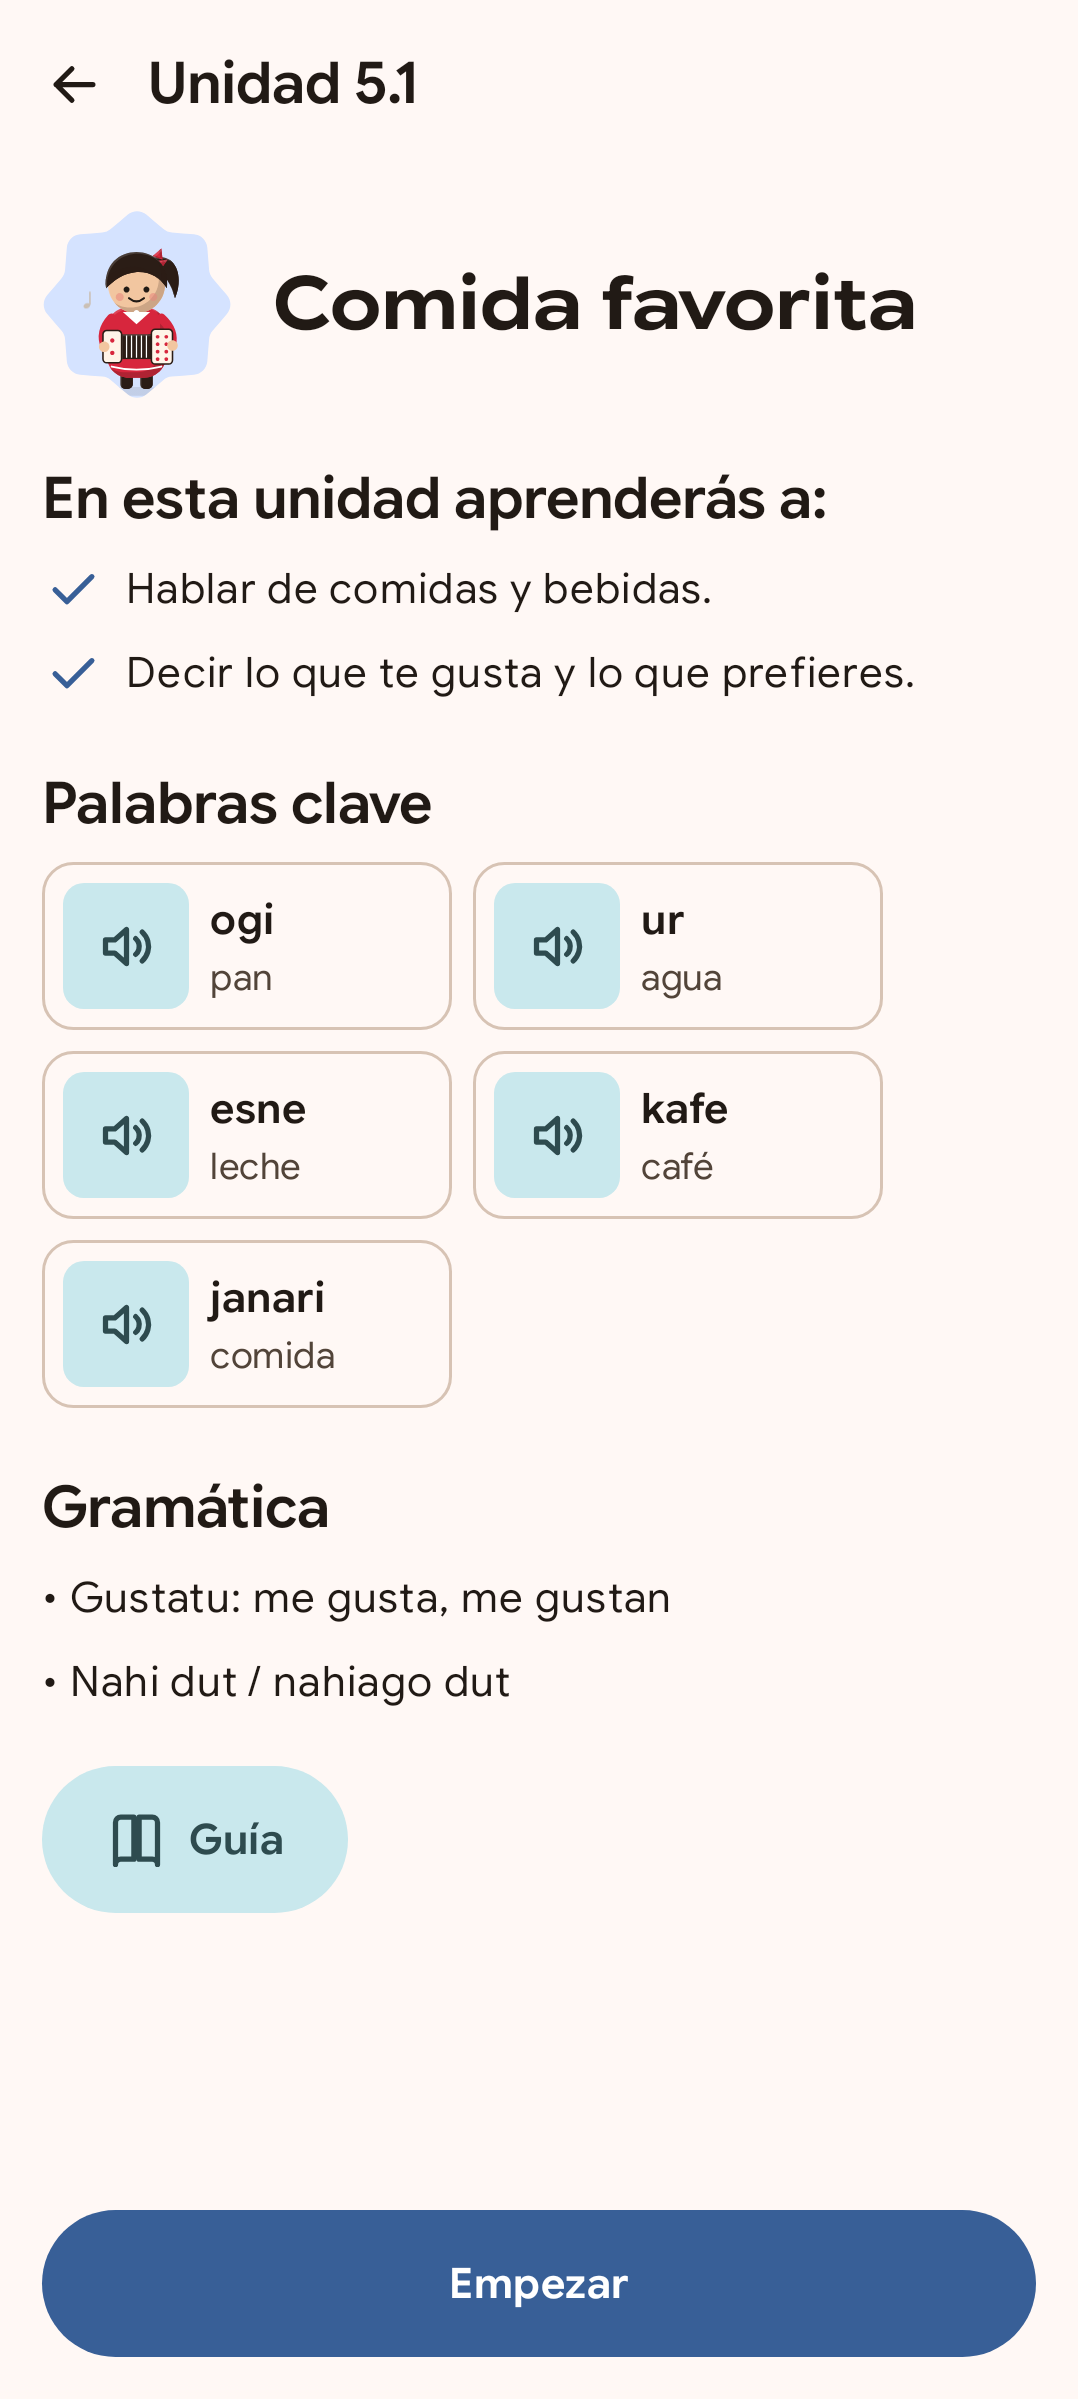 Unidad 5.1
Comida favorita
En esta unidad aprenderás a:
Hablar de comidas y bebidas.
Decir lo que te gusta y lo que prefieres.
Palabras clave
ogi
pan
ur
agua
esne
leche
kafe
café
janari
comida
Gramática
• Gustatu: me gusta, me gustan
• Nahi dut / nahiago dut
Guía
Empezar